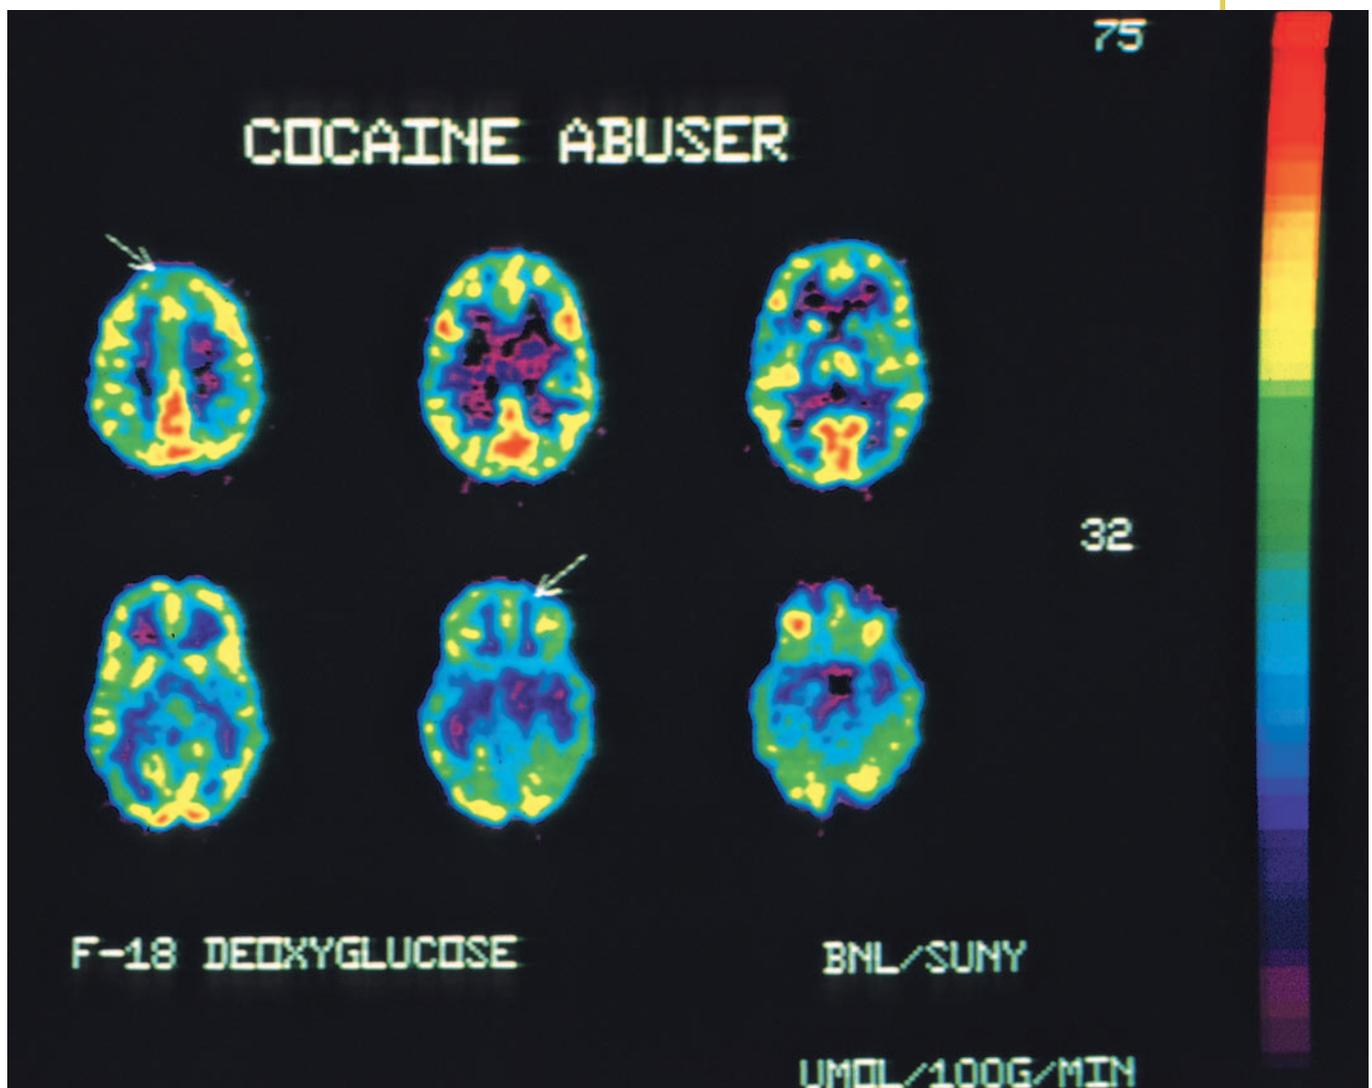 75
COCAINE ABUSER
32
F-18 DEOXYGLUCOSE
BNL/SUNY
UMOL/100G/MIN